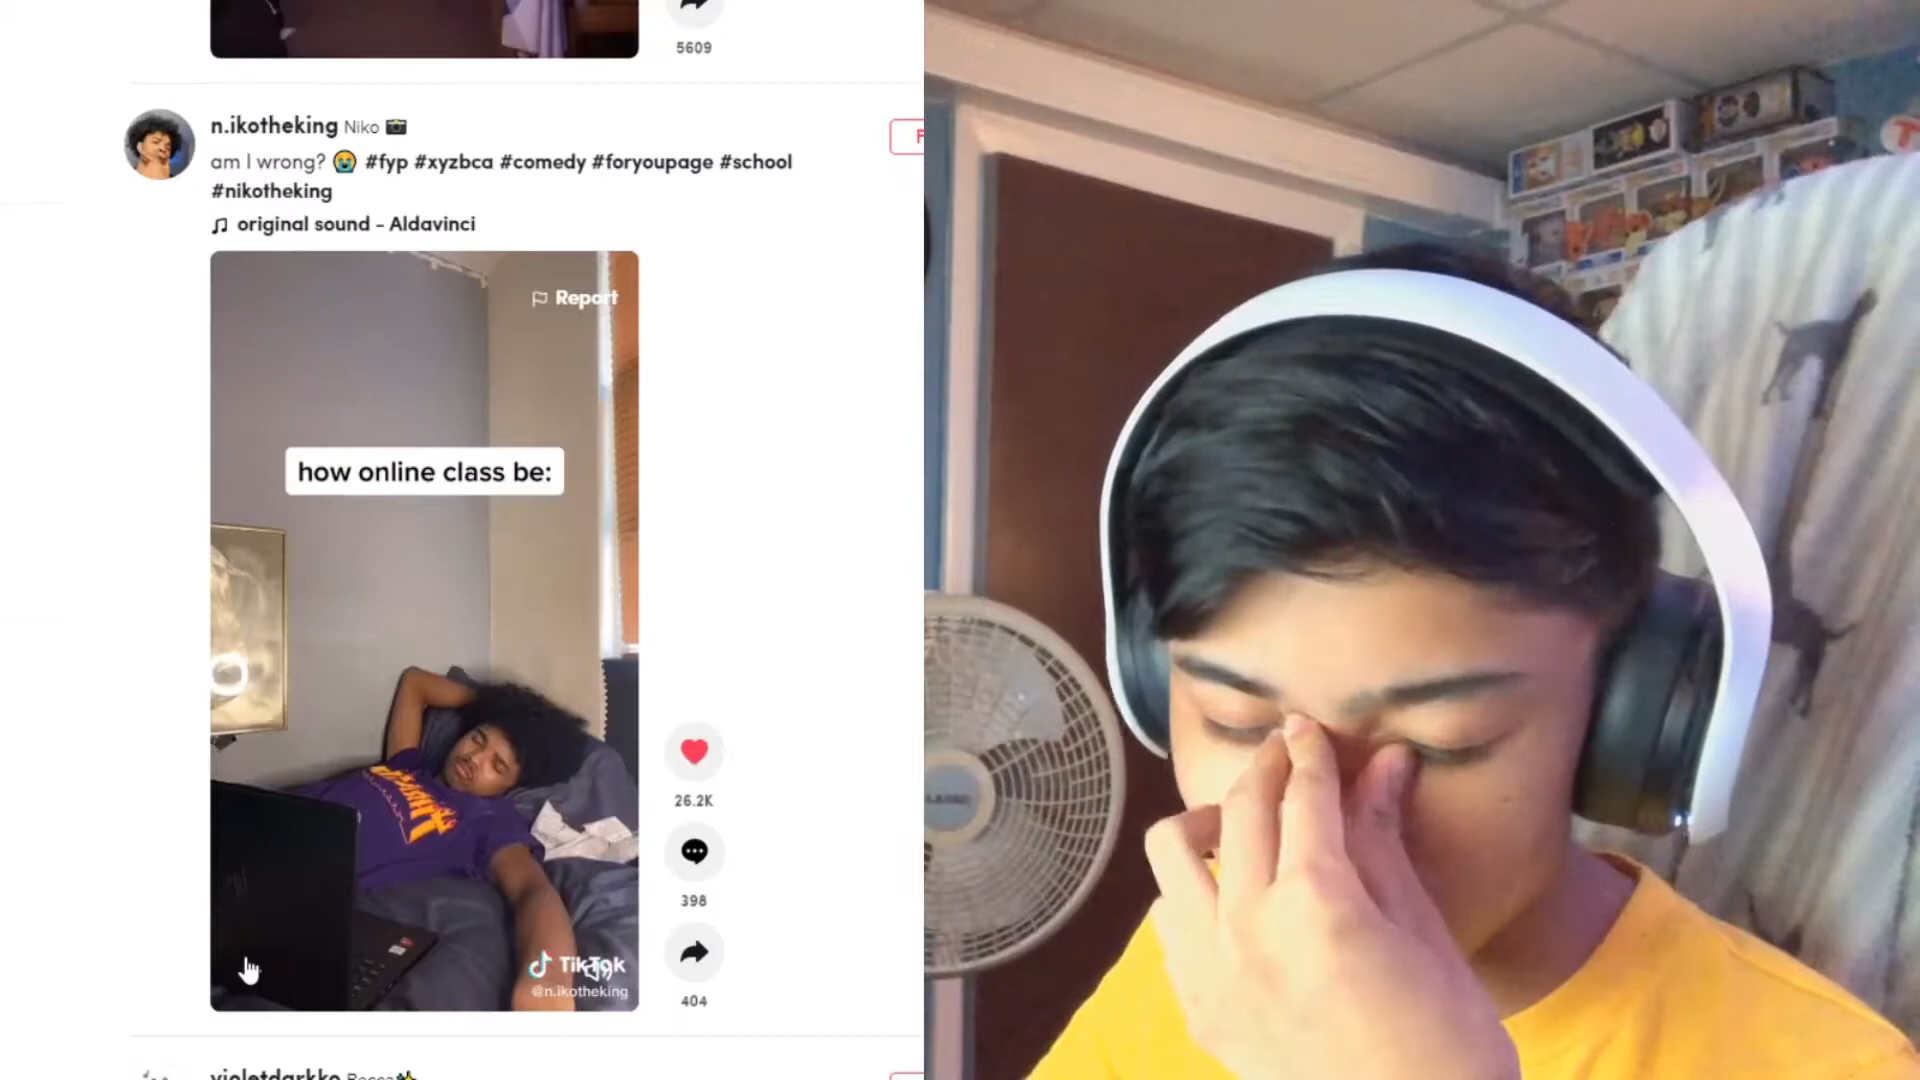 5609
n.ikotheking Niko 📷
am I wrong? 😭 #fyp #xyzbca #comedy #foryoupage #school
#nikotheking
♫ original sound - Aldavinci
Report
how online class be:
26.2K
398
TikTok
@n.ikotheking
404